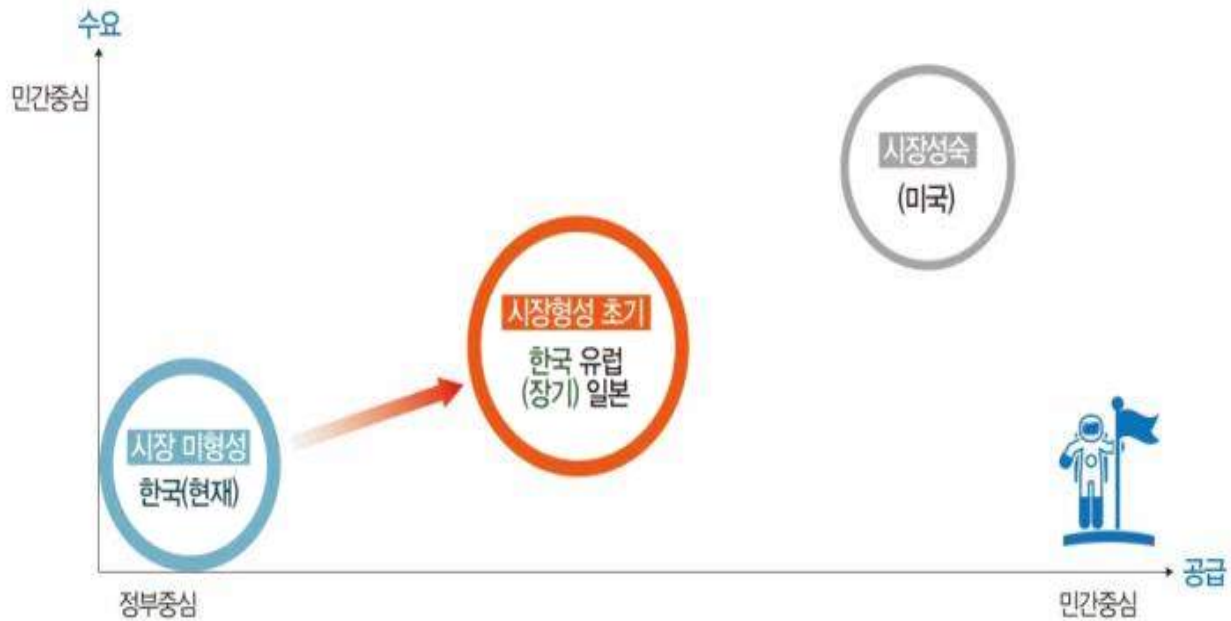 수요
민간중심
시장성숙
(미국)
시장형성 초기
한국 유럽
(장기) 일본
시장 미형성
한국(현재)
공급
정부중심
민간중심